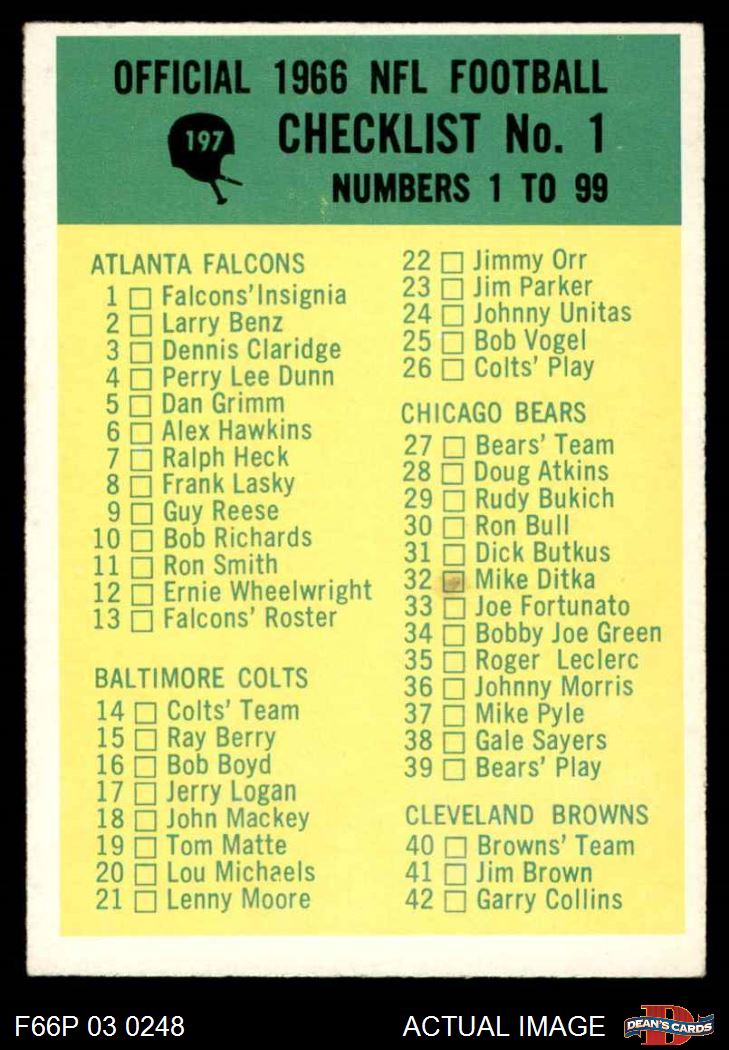 OFFICIAL 1966 NFL FOOTBALL
197
CHECKLIST No. 1
NUMBERS 1 TO 99
ATLANTA FALCONS
1 Falcons' Insignia
2 Larry Benz
3 Dennis Claridge
4 Perry Lee Dunn
5 Dan Grimm
6 Alex Hawkins
7 Ralph Heck
8 Frank Lasky
9 Guy Reese
10 Bob Richards
11 Ron Smith
12 Ernie Wheelwright
13 Falcons' Roster
BALTIMORE COLTS
14 Colts' Team
15 Ray Berry
16 Bob Boyd
17 Jerry Logan
18 John Mackey
19 Tom Matte
20 Lou Michaels
21 Lenny Moore
22 Jimmy Orr
23 Jim Parker
24 Johnny Unitas
25 Bob Vogel
26 Colts' Play
CHICAGO BEARS
27 Bears' Team
28 Doug Atkins
29 Rudy Bukich
30 Ron Bull
31 Dick Butkus
32 Mike Ditka
33 Joe Fortunato
34 Bobby Joe Green
35 Roger Leclerc
36 Johnny Morris
37 Mike Pyle
38 Gale Sayers
39 Bears' Play
CLEVELAND BROWNS
40 Browns' Team
41 Jim Brown
42 Garry Collins
F66P 03 0248
ACTUAL IMAGE
D
DEAN'S CARDS